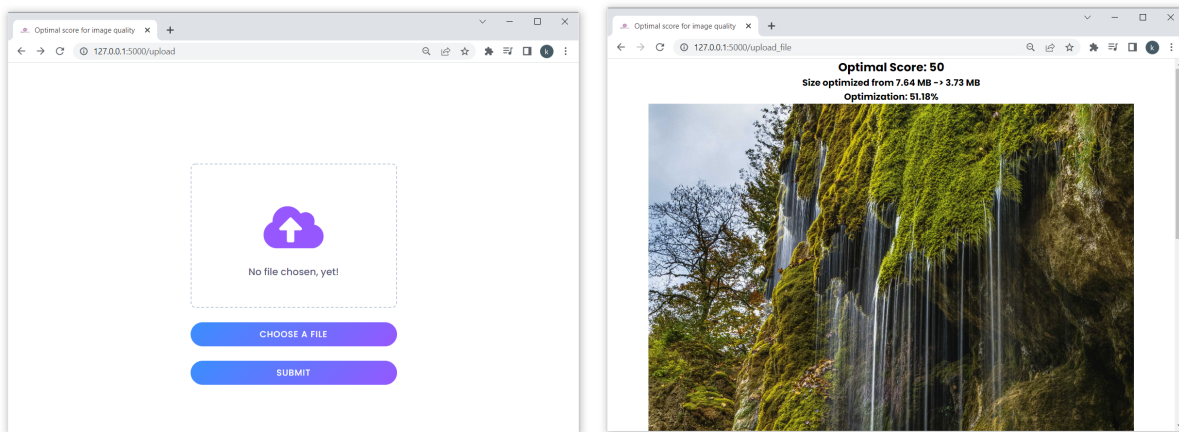 Optimal score for image quality
127.0.0.1:5000/upload
k
No file chosen, yet!
CHOOSE A FILE
SUBMIT
Optimal score for image quality
127.0.0.1:5000/upload_file
k
Optimal Score: 50
Size optimized from 7.64 MB -> 3.73 MB
Optimization: 51.18%